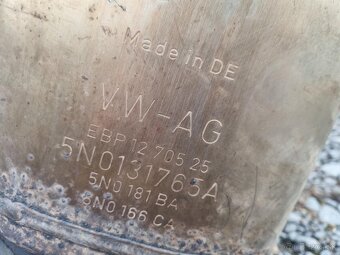 Made in DE
VW-AG
EBP 12 705 25
5N0131765A
5N0 181 BA
5N0 166 CA